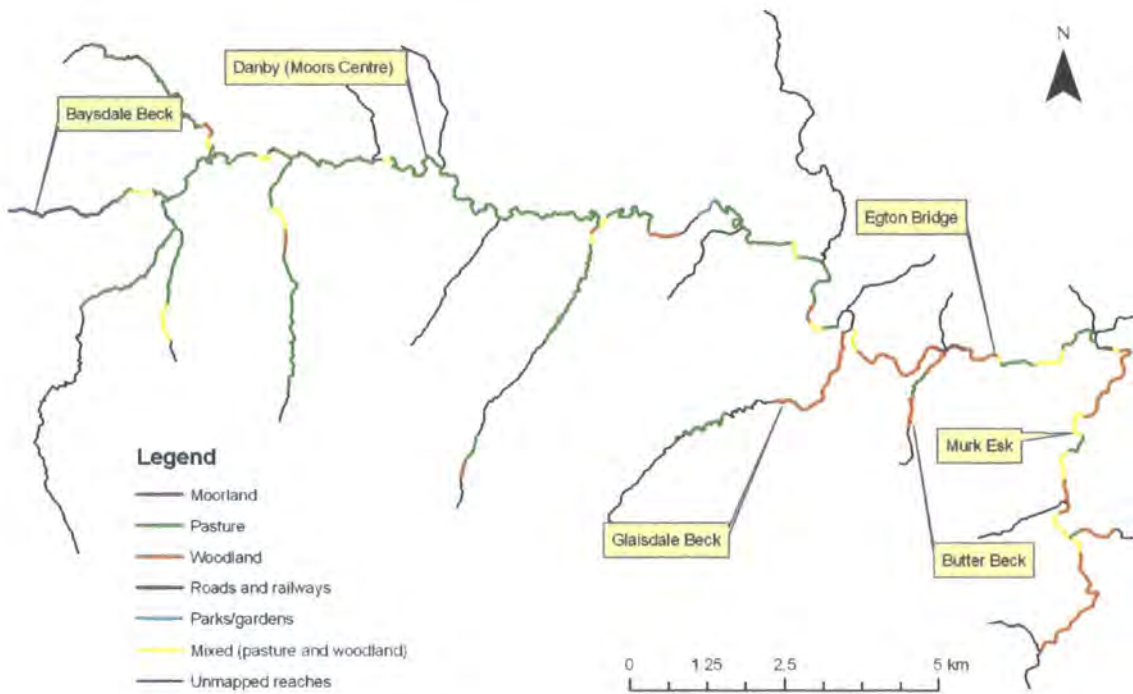 N
Danby (Moors Centre)
Baysdale Beck
Egton Bridge
Murk Esk
Glaisdale Beck
Butter Beck
Legend
Moorland
Pasture
Woodland
Roads and railways
Parks/gardens
Mixed (pasture and woodland)
Unmapped reaches
0 1.25 2.5 5 km